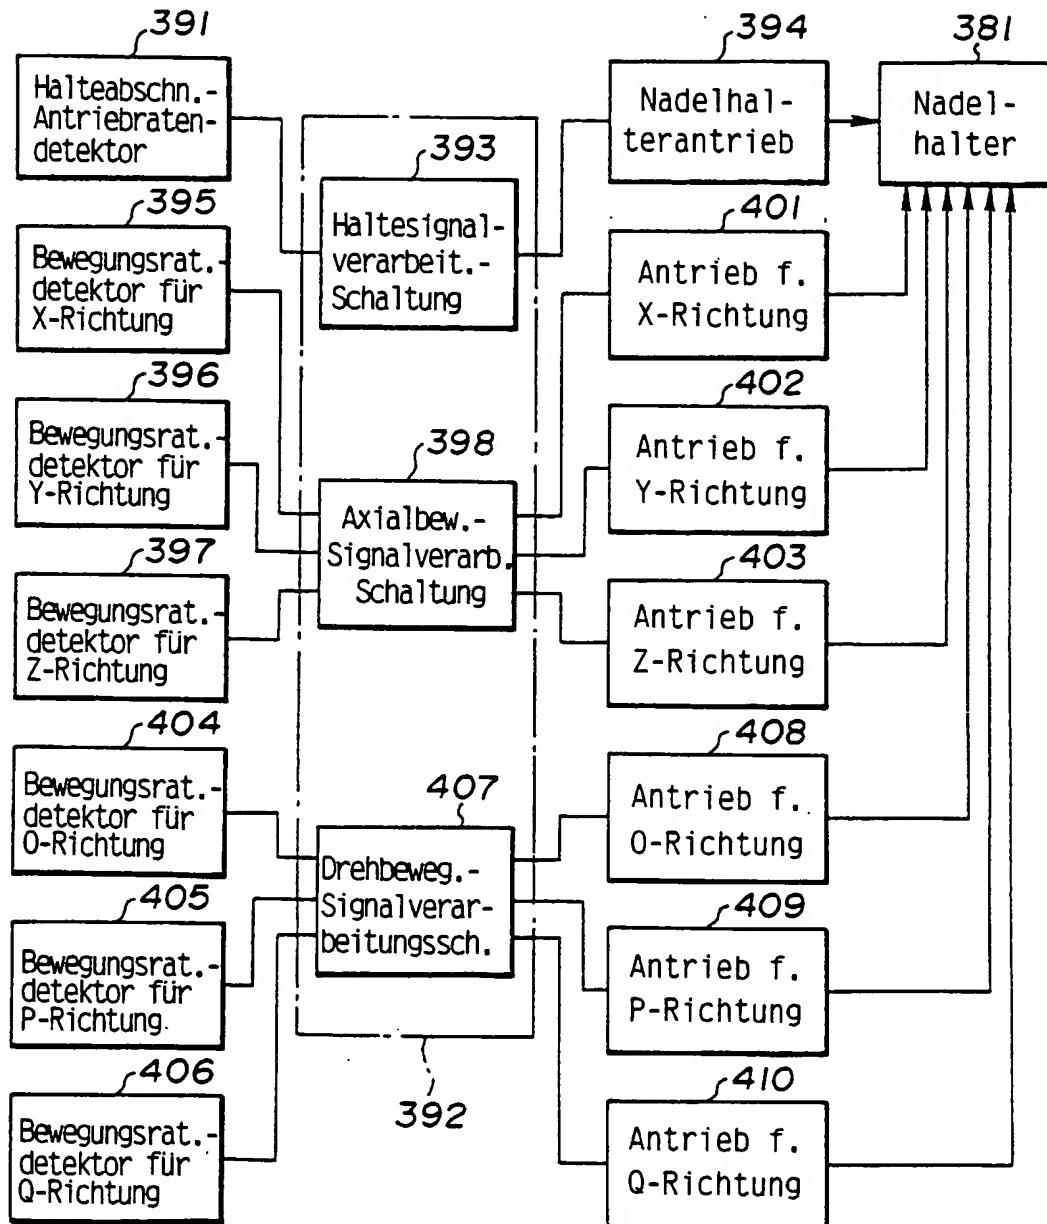 391
Halteabschn.-
Antriebraten-
detektor
393
Haltesignal-
verarbeit.-
Schaltung
394
Nadelhal-
terantrieb
381
Nadel-
halter
395
Bewegungsrat.-
detektor für
X-Richtung
401
Antrieb f.
X-Richtung
396
Bewegungsrat.-
detektor für
Y-Richtung
398
Axialbew.-
Signalverarb.
Schaltung
402
Antrieb f.
Y-Richtung
397
Bewegungsrat.-
detektor für
Z-Richtung
403
Antrieb f.
Z-Richtung
404
Bewegungsrat.-
detektor für
O-Richtung
407
Drehbeweg.-
Signalverar-
beitungssch.
408
Antrieb f.
O-Richtung
405
Bewegungsrat.-
detektor für
P-Richtung
409
Antrieb f.
P-Richtung
406
Bewegungsrat.-
detektor für
Q-Richtung
392
410
Antrieb f.
Q-Richtung